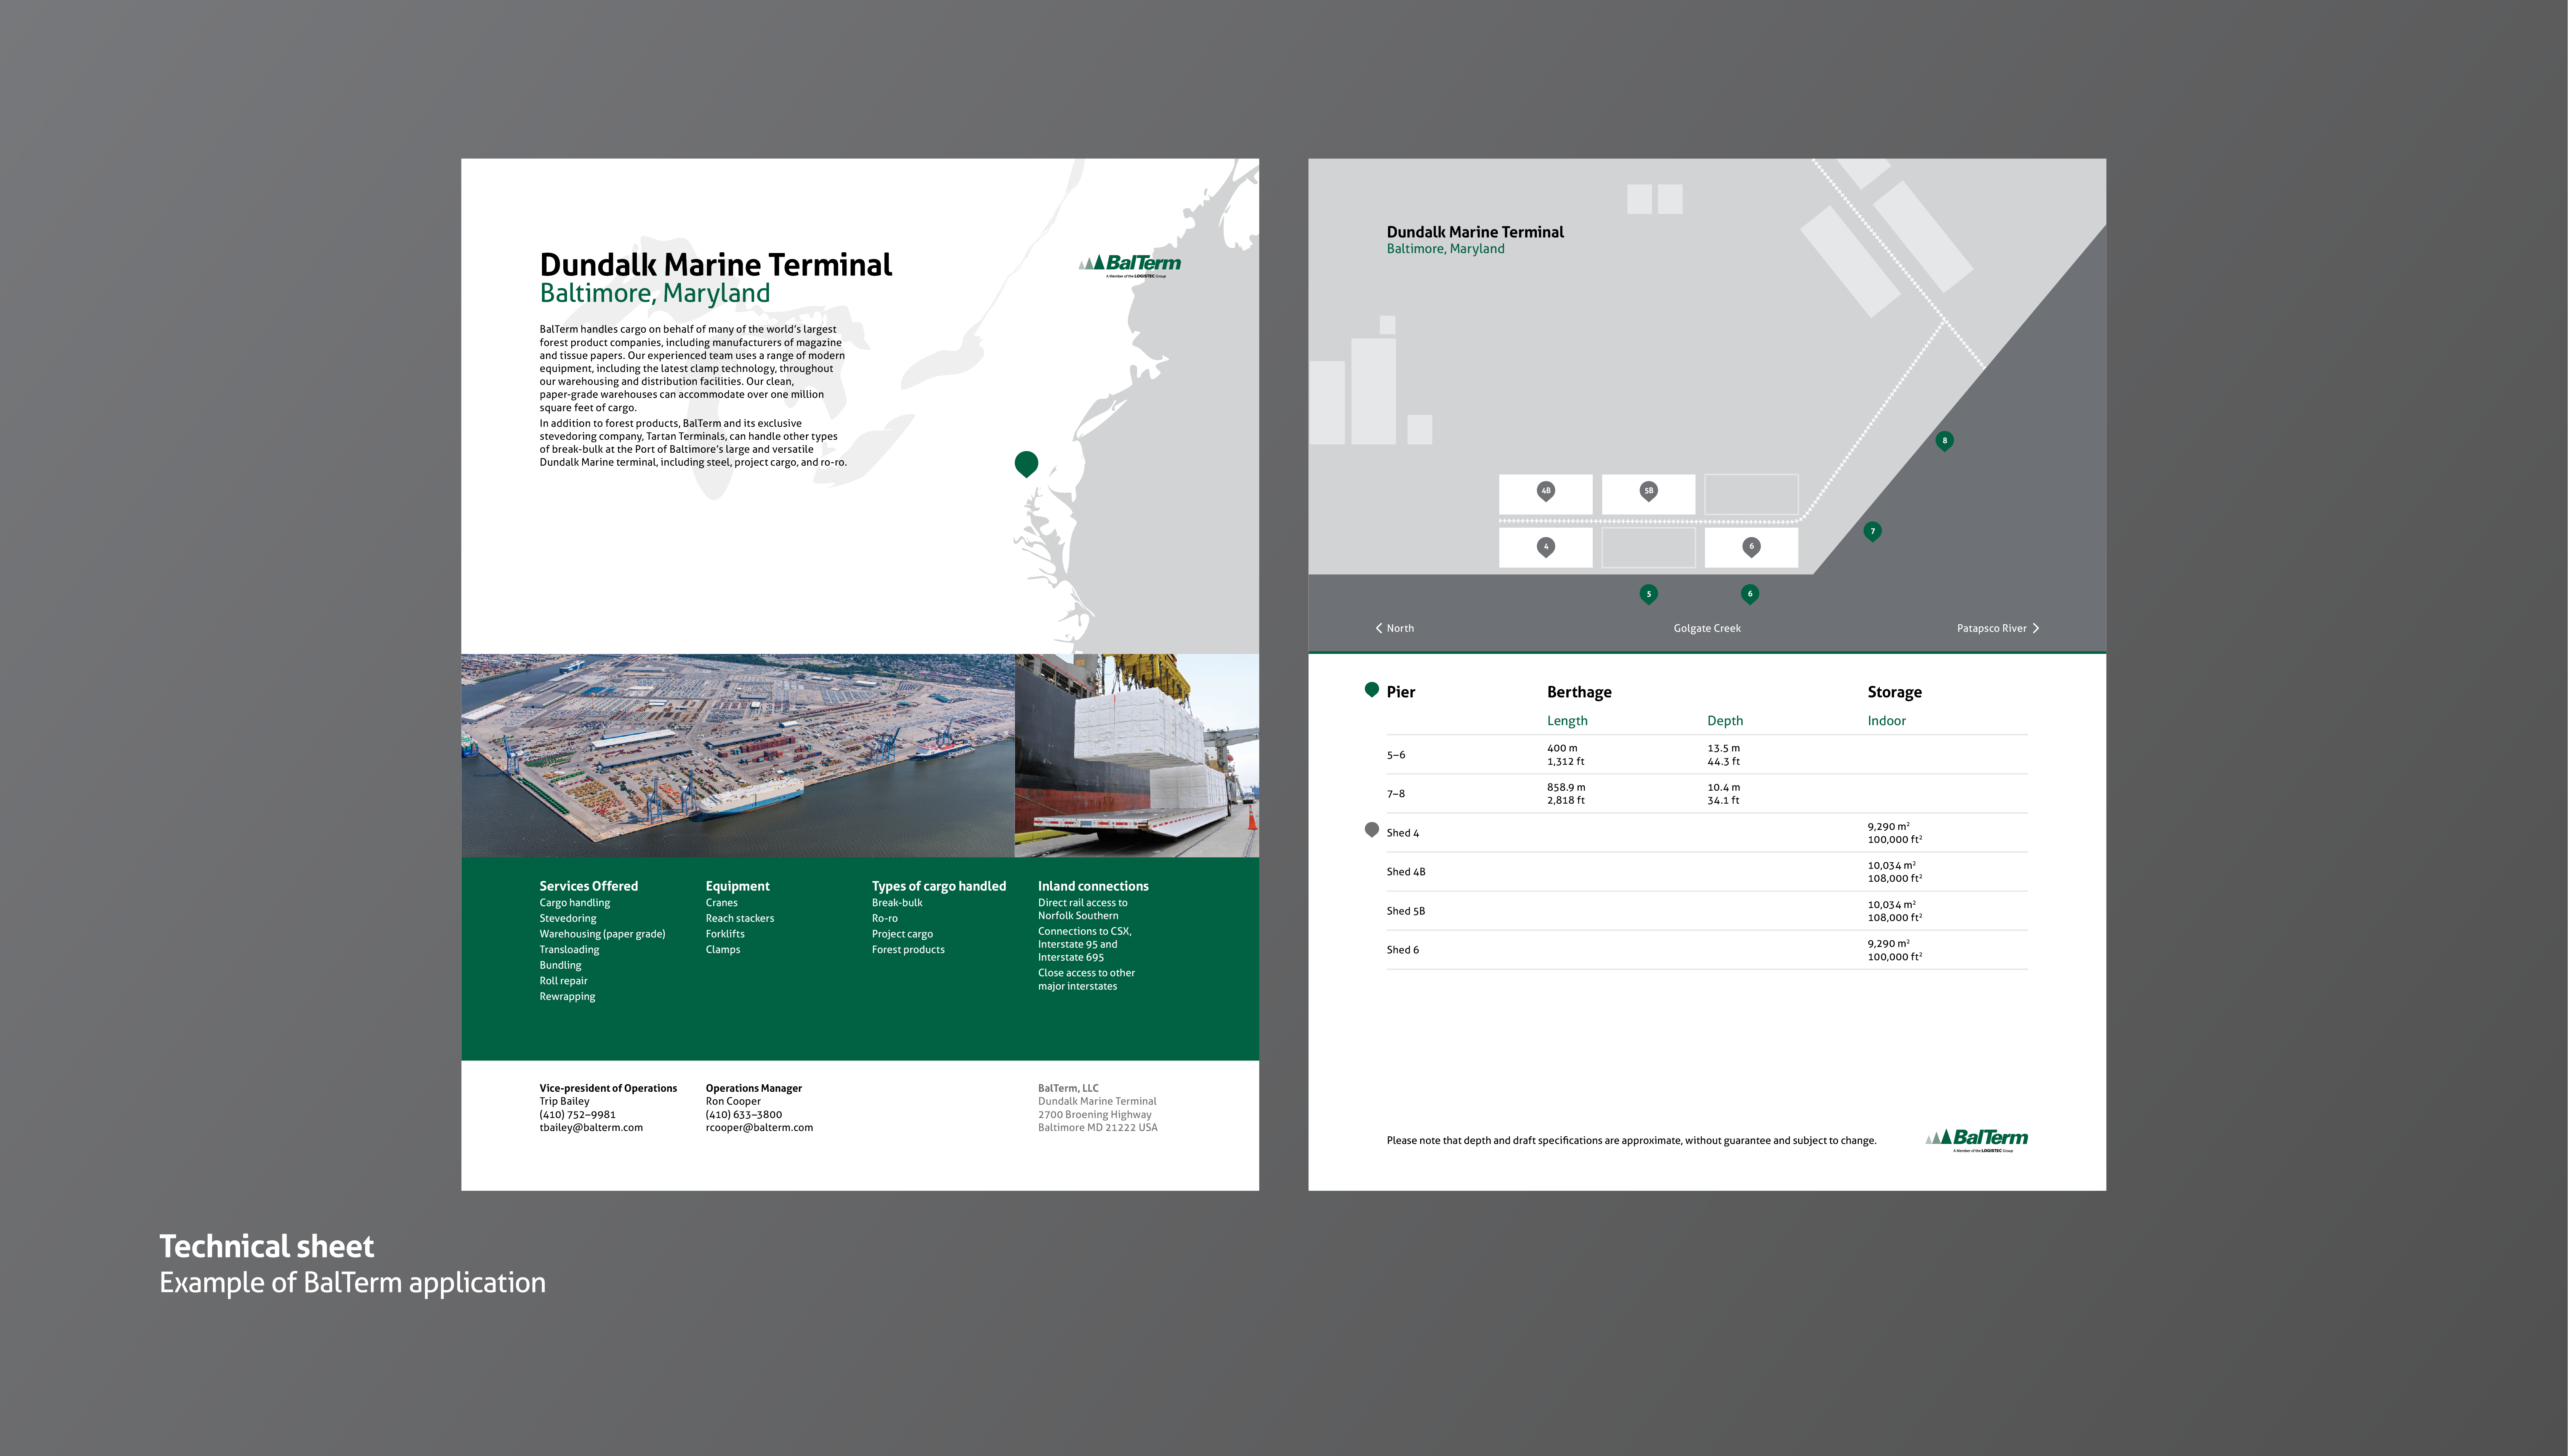 Dundalk Marine Terminal
Baltimore, Maryland
BalTerm
A Member of the LOGISTEC Group
BalTerm handles cargo on behalf of many of the world’s largest
forest product companies, including manufacturers of magazine
and tissue papers. Our experienced team uses a range of modern
equipment, including the latest clamp technology, throughout
our warehousing and distribution facilities. Our clean,
paper-grade warehouses can accommodate over one million
square feet of cargo.
In addition to forest products, BalTerm and its exclusive
stevedoring company, Tartan Terminals, can handle other types
of break-bulk at the Port of Baltimore’s large and versatile
Dundalk Marine terminal, including steel, project cargo, and ro-ro.
Services Offered
Cargo handling
Stevedoring
Warehousing (paper grade)
Transloading
Bundling
Roll repair
Rewrapping
Equipment
Cranes
Reach stackers
Forklifts
Clamps
Types of cargo handled
Break-bulk
Ro-ro
Project cargo
Forest products
Inland connections
Direct rail access to
Norfolk Southern
Connections to CSX,
Interstate 95 and
Interstate 695
Close access to other
major interstates
Vice-president of Operations
Trip Bailey
(410) 752–9981
tbailey@balterm.com
Operations Manager
Ron Cooper
(410) 633–3800
rcooper@balterm.com
BalTerm, LLC
Dundalk Marine Terminal
2700 Broening Highway
Baltimore MD 21222 USA
Dundalk Marine Terminal
Baltimore, Maryland
8
4B 5B
7
4 6
5 6
North Golgate Creek Patapsco River
Pier Berthage Storage
Length Depth Indoor
5–6
400 m 13.5 m
1,312 ft 44.3 ft
7–8
858.9 m 10.4 m
2,818 ft 34.1 ft
Shed 4
9,290 m²
100,000 ft²
Shed 4B
10,034 m²
108,000 ft²
Shed 5B
10,034 m²
108,000 ft²
Shed 6
9,290 m²
100,000 ft²
Please note that depth and draft specifications are approximate, without guarantee and subject to change.
BalTerm
A Member of the LOGISTEC Group
Technical sheet
Example of BalTerm application